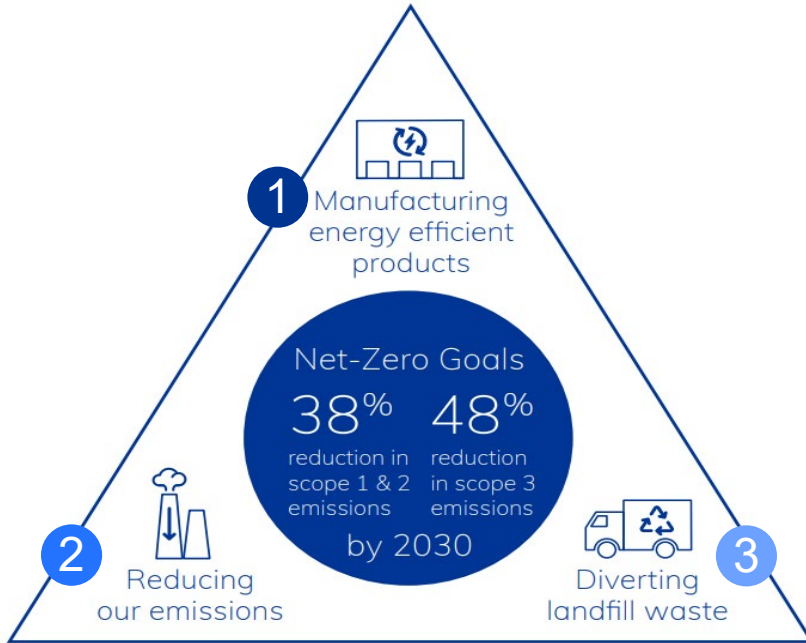 1
Manufacturing
energy efficient
products
Net-Zero Goals
38% 48%
reduction in reduction
scope 1 & 2 in scope 3
emissions emissions
by 2030
2
Reducing
our emissions
3
Diverting
landfill waste